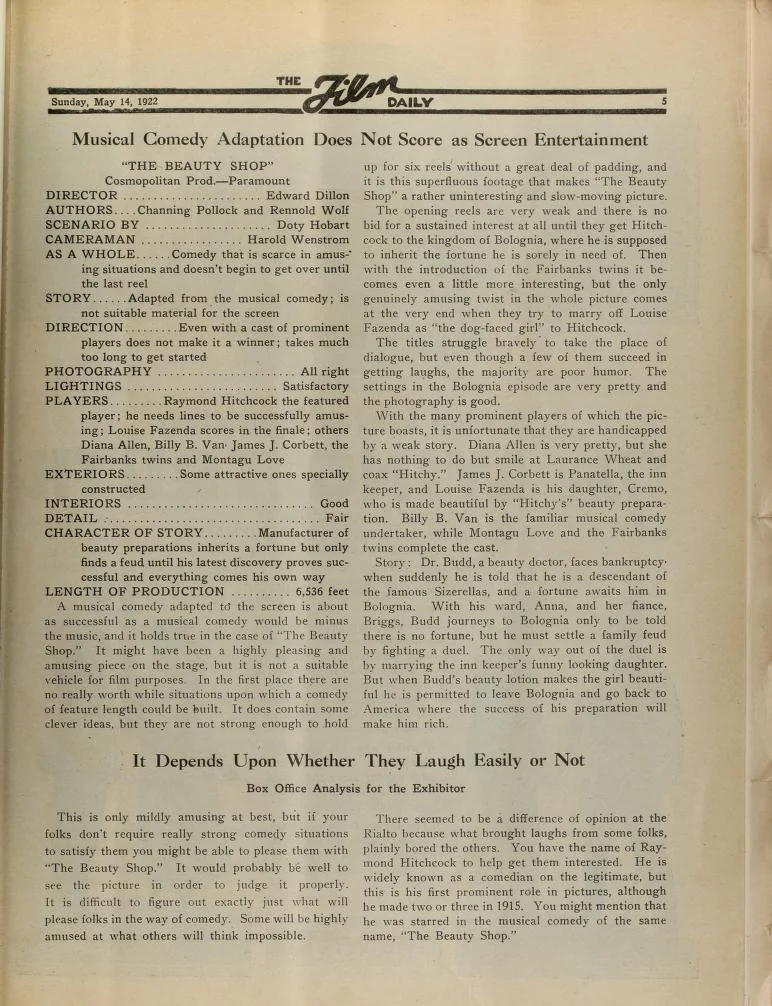 THE Film DAILY
Sunday, May 14, 1922
5
Musical Comedy Adaptation Does Not Score as Screen Entertainment
"THE BEAUTY SHOP"
Cosmopolitan Prod.—Paramount
DIRECTOR ...................... Edward Dillon
AUTHORS....Channing Pollock and Rennold Wolf
SCENARIO BY .................... Doty Hobart
CAMERAMAN ................ Harold Wenstrom
AS A WHOLE......Comedy that is scarce in amus-
ing situations and doesn't begin to get over until
the last reel
STORY......Adapted from the musical comedy; is
not suitable material for the screen
DIRECTION.........Even with a cast of prominent
players does not make it a winner; takes much
too long to get started
PHOTOGRAPHY ...................... All right
LIGHTINGS ........................ Satisfactory
PLAYERS.........Raymond Hitchcock the featured
player; he needs lines to be successfully amus-
ing; Louise Fazenda scores in the finale; others
Diana Allen, Billy B. Van James J. Corbett, the
Fairbanks twins and Montagu Love
EXTERIORS.........Some attractive ones specially
constructed
INTERIORS .............................. Good
DETAIL ................................... Fair
CHARACTER OF STORY.........Manufacturer of
beauty preparations inherits a fortune but only
finds a feud until his latest discovery proves suc-
cessful and everything comes his own way
LENGTH OF PRODUCTION .......... 6,536 feet
A musical comedy adapted to the screen is about
as successful as a musical comedy would be minus
the music, and it holds true in the case of "The Beauty
Shop." It might have been a highly pleasing and
amusing piece on the stage, but it is not a suitable
vehicle for film purposes. In the first place there are
no really worth while situations upon which a comedy
of feature length could be built. It does contain some
clever ideas, but they are not strong enough to hold
up for six reels without a great deal of padding, and
it is this superfluous footage that makes "The Beauty
Shop" a rather uninteresting and slow-moving picture.
The opening reels are very weak and there is no
bid for a sustained interest at all until they get Hitch-
cock to the kingdom of Bolognia, where he is supposed
to inherit the fortune he is sorely in need of. Then
with the introduction of the Fairbanks twins it be-
comes even a little more interesting, but the only
genuinely amusing twist in the whole picture comes
at the very end when they try to marry off Louise
Fazenda as "the dog-faced girl" to Hitchcock.
The titles struggle bravely to take the place of
dialogue, but even though a few of them succeed in
getting laughs, the majority are poor humor. The
settings in the Bolognia episode are very pretty and
the photography is good.
With the many prominent players of which the pic-
ture boasts, it is unfortunate that they are handicapped
by a weak story. Diana Allen is very pretty, but she
has nothing to do but smile at Laurance Wheat and
coax "Hitchy." James J. Corbett is Panatella, the inn
keeper, and Louise Fazenda is his daughter, Cremo,
who is made beautiful by "Hitchy's" beauty prepara-
tion. Billy B. Van is the familiar musical comedy
undertaker, while Montagu Love and the Fairbanks
twins complete the cast.
Story: Dr. Budd, a beauty doctor, faces bankruptcy
when suddenly he is told that he is a descendant of
the famous Sizerellas, and a fortune awaits him in
Bolognia. With his ward, Anna, and her fiance,
Briggs, Budd journeys to Bolognia only to be told
there is no fortune, but he must settle a family feud
by fighting a duel. The only way out of the duel is
by marrying the inn keeper's funny looking daughter.
But when Budd's beauty lotion makes the girl beauti-
ful he is permitted to leave Bolognia and go back to
America where the success of his preparation will
make him rich.
It Depends Upon Whether They Laugh Easily or Not
Box Office Analysis for the Exhibitor
This is only mildly amusing at best, but if your
folks don't require really strong comedy situations
to satisfy them you might be able to please them with
"The Beauty Shop." It would probably be well to
see the picture in order to judge it properly.
It is difficult to figure out exactly just what will
please folks in the way of comedy. Some will be highly
amused at what others will think impossible.
There seemed to be a difference of opinion at the
Rialto because what brought laughs from some folks,
plainly bored the others. You have the name of Ray-
mond Hitchcock to help get them interested. He is
widely known as a comedian on the legitimate, but
this is his first prominent role in pictures, although
he made two or three in 1915. You might mention that
he was starred in the musical comedy of the same
name, "The Beauty Shop."